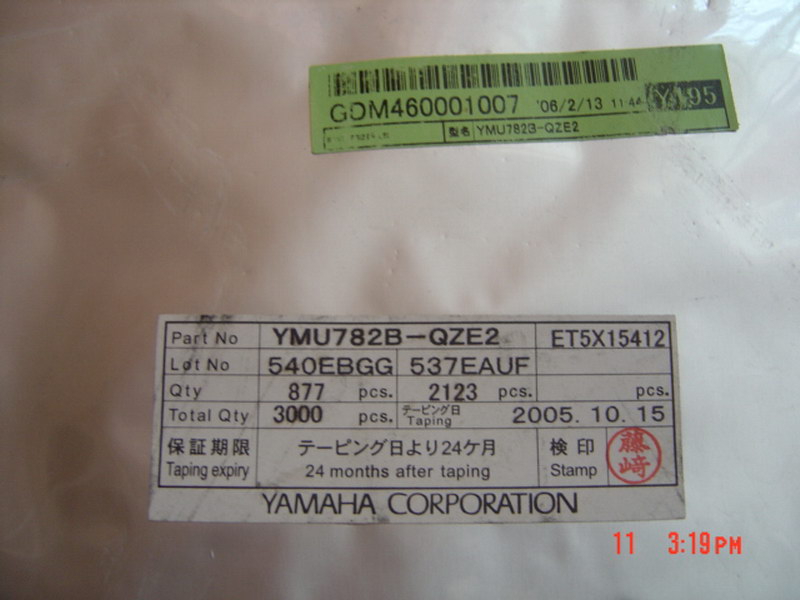 GDM460001007 '06/2/13 11:44 Y195
型名 YMU782B-QZE2
Part No YMU782B-QZE2 ET5X15412
Lot No 540EBGG 537EAUF
Qty 877 pcs. 2123 pcs. pcs.
Total Qty 3000 pcs. テーピング日 Taping 2005. 10. 15
保証期限 テーピング日より24ケ月 検印 藤﨑
Taping expiry 24 months after taping Stamp
YAMAHA CORPORATION
11 3:19PM